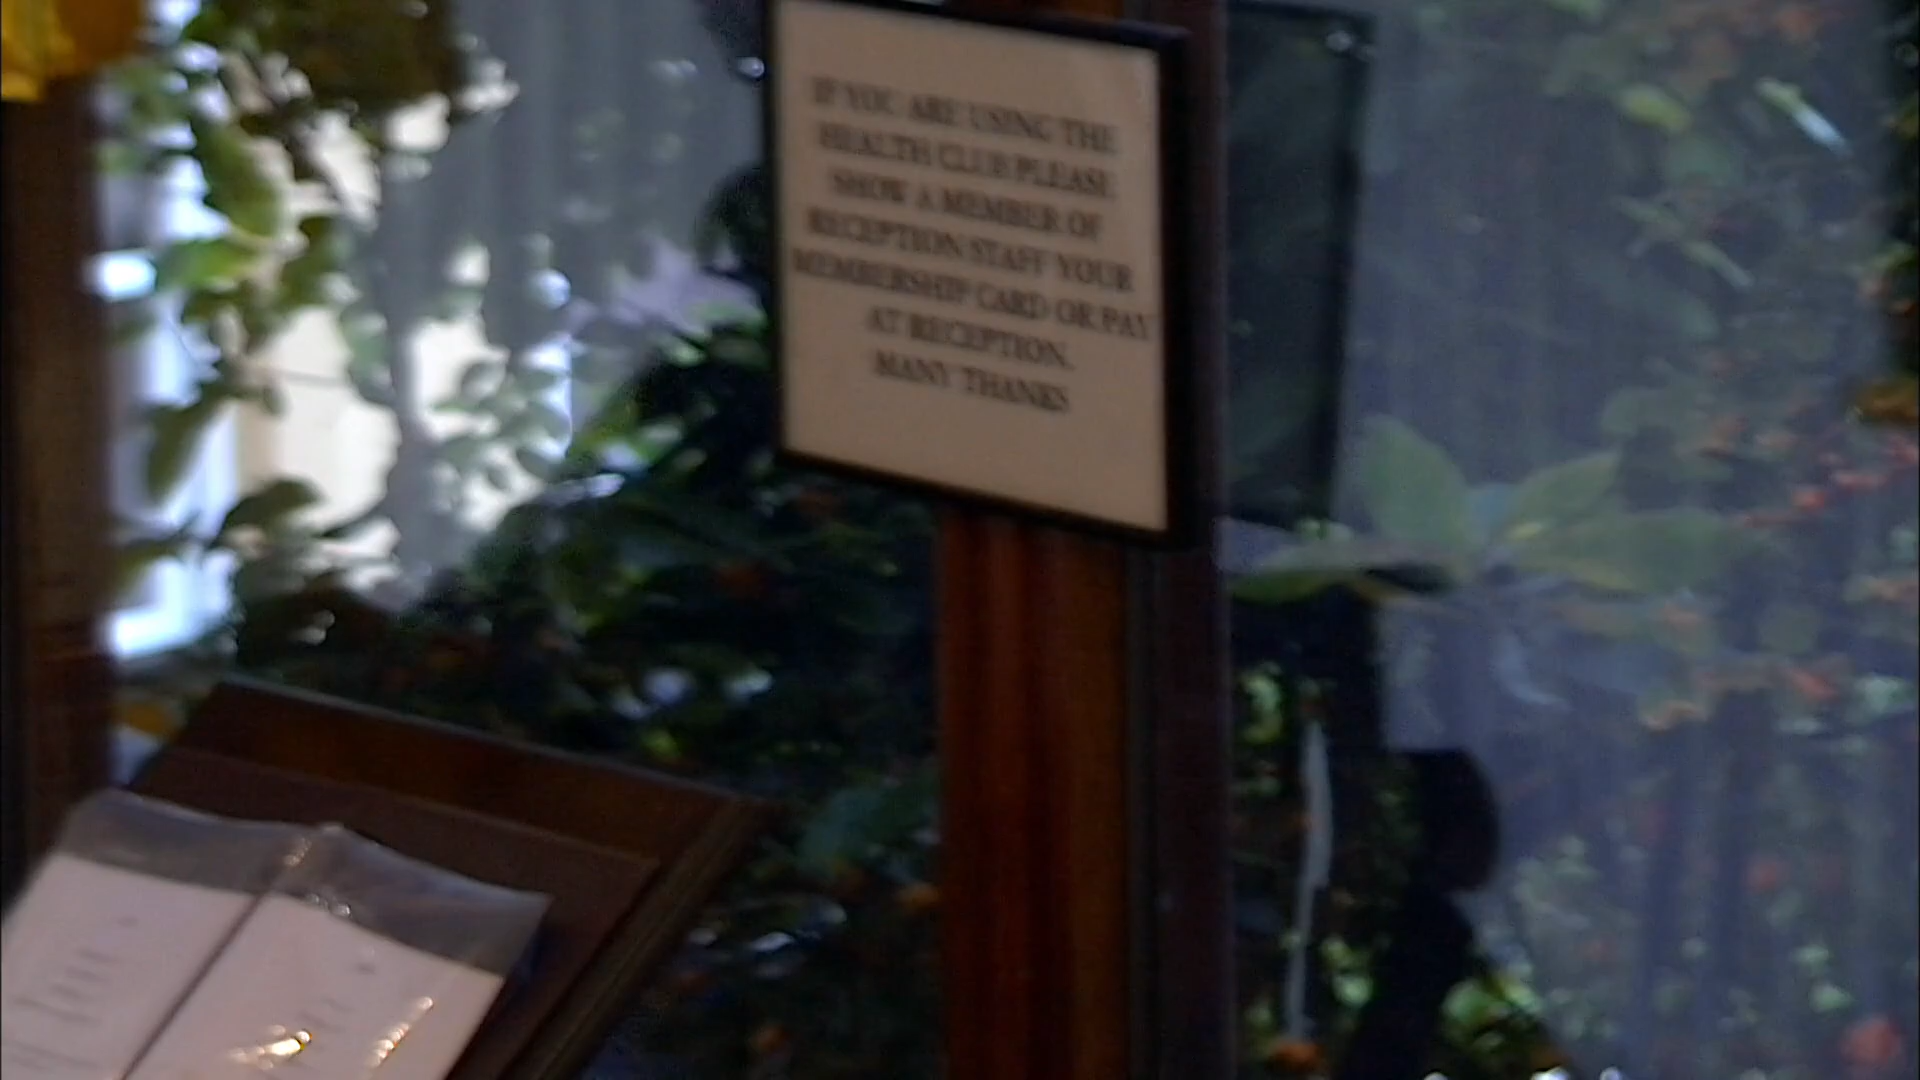 IF YOU ARE USING THE
HEALTH CLUB PLEASE
SHOW A MEMBER OF
RECEPTION STAFF YOUR
MEMBERSHIP CARD OR PAY
AT RECEPTION.
MANY THANKS